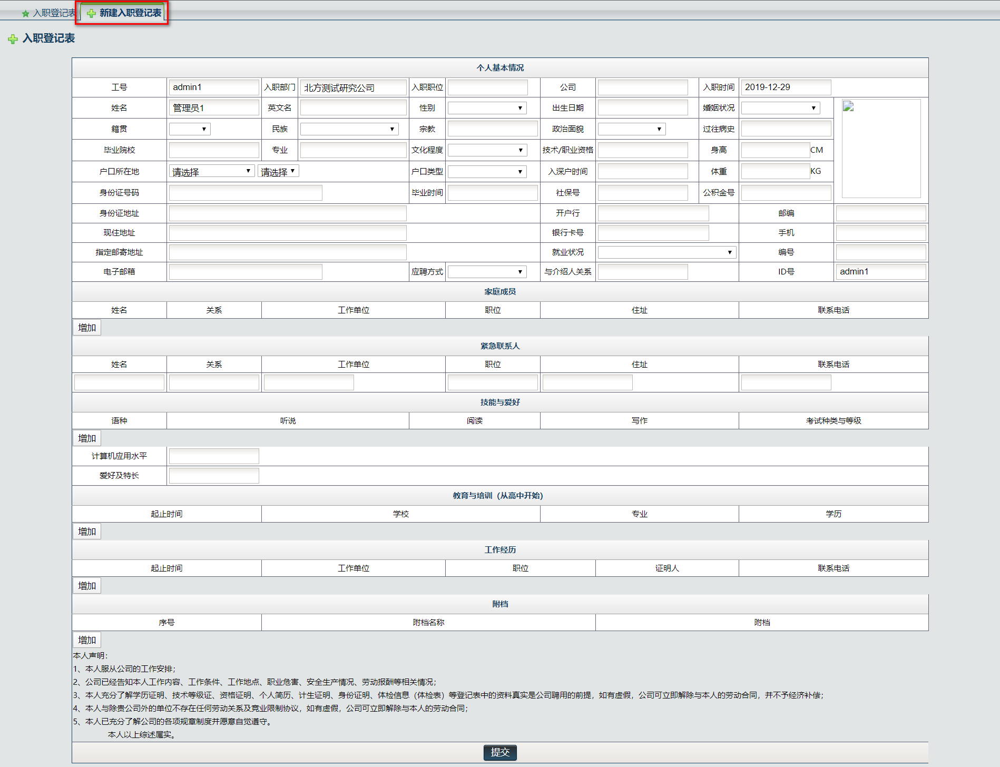 入职登记表 新建入职登记表
入职登记表
个人基本情况
工号 admin1 入职部门 北方测试研究公司 入职职位 公司 入职时间 2019-12-29
姓名 管理员1 英文名 性别 出生日期 婚姻状况
籍贯 民族 宗教 政治面貌 过往病史
毕业院校 专业 文化程度 技术/职业资格 身高 CM
户口所在地 请选择 请选择 户口类型 入深户时间 体重 KG
身份证号码 毕业时间 社保号 公积金号
身份证地址 开户行 邮编
现住地址 银行卡号 手机
指定邮寄地址 就业状况 编号
电子邮箱 应聘方式 与介绍人关系 ID号 admin1
家庭成员
姓名 关系 工作单位 职位 住址 联系电话
增加
紧急联系人
姓名 关系 工作单位 职位 住址 联系电话
技能与爱好
语种 听说 阅读 写作 考试种类与等级
增加
计算机应用水平
爱好及特长
教育与培训（从高中开始）
起止时间 学校 专业 学历
增加
工作经历
起止时间 工作单位 职位 证明人 联系电话
增加
附档
序号 附档名称 附档
增加
本人声明：
1、本人服从公司的工作安排；
2、公司已经告知本人工作内容、工作条件、工作地点、职业危害、安全生产情况、劳动报酬等相关情况；
3、本人充分了解学历证明、技术等级证、资格证明、个人简历、计生证明、身份证明、体检信息（体检表）等登记表中的资料真实是公司聘用的前提，如有虚假，公司可立即解除与本人的劳动合同，并不予经济补偿；
4、本人与除贵公司外的单位不存在任何劳动关系及竞业限制协议，如有虚假，公司可立即解除与本人的劳动合同；
5、本人已充分了解公司的各项规章制度并愿意自觉遵守。
本人以上综述属实。
提交